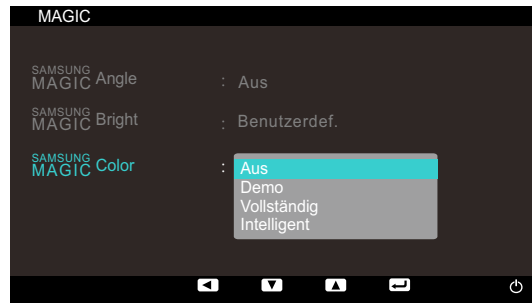 MAGIC
SAMSUNG
MAGIC Angle : Aus
SAMSUNG
MAGIC Bright : Benutzerdef.
SAMSUNG
MAGIC Color : Aus
Demo
Vollständig
Intelligent